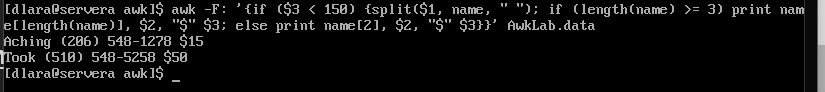 [dlara@servera awk]$ awk -F: '{if ($3 < 150) {split($1, name, " "); if (length(name) >= 3) print nam
e[length(name)], $2, "$" $3; else print name[2], $2, "$" $3}}' AwkLab.data
Aching (206) 548-1278 $15
Took (510) 548-5258 $50
[dlara@servera awk]$ _